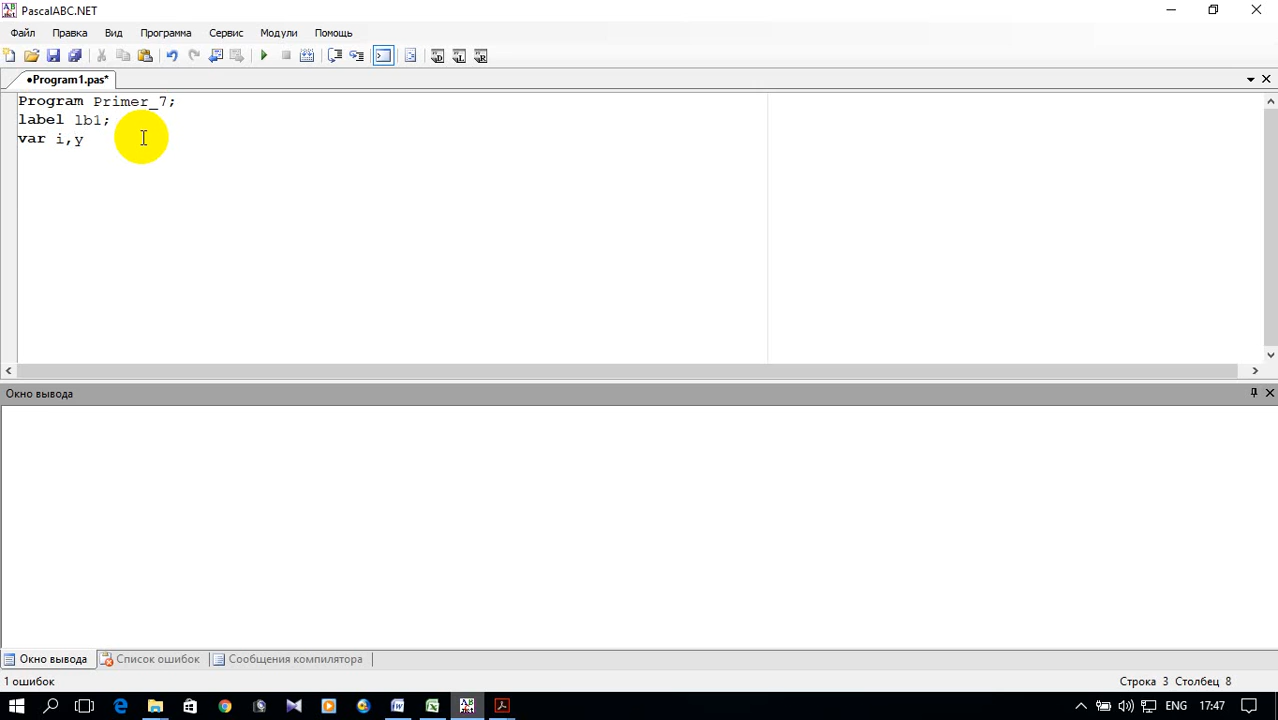 PascalABC.NET
Файл Правка Вид Программа Сервис Модули Помощь
•Program1.pas*
Program Primer_7;
label lb1;
var i,y
Окно вывода
Окно вывода Список ошибок Сообщения компилятора
1 ошибок Строка 3 Столбец 8
ENG 17:47